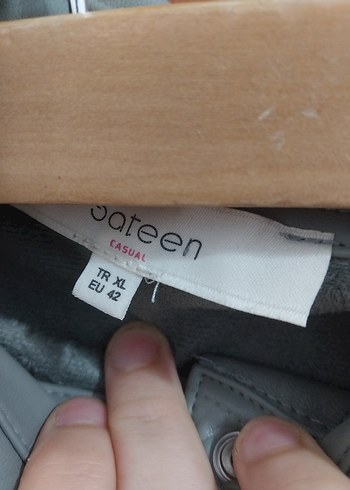 Sateen
CASUAL
TR XL
EU 42